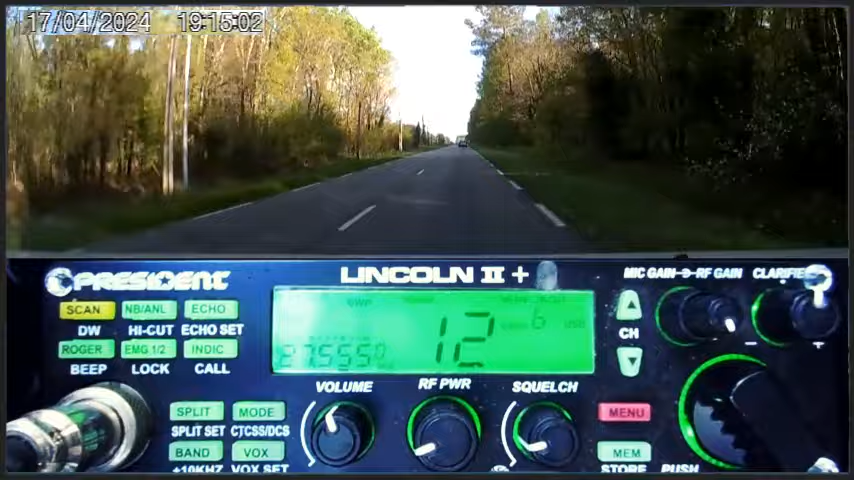 17/04/2024 19:15:02
PRESIDENT LINCOLN II + MIC GAIN RF GAIN CLARIFIER
SCAN NB/ANL ECHO
DW HI-CUT ECHO SET
ROGER EMG 1/2 INDIC
BEEP LOCK CALL
27.5550 12 6 USB
CH
VOLUME RF PWR SQUELCH
- +
SPLIT MODE
SPLIT SET CTCSS/DCS
BAND VOX
+10KHZ VOX SET
MENU
MEM
STORE PUSH